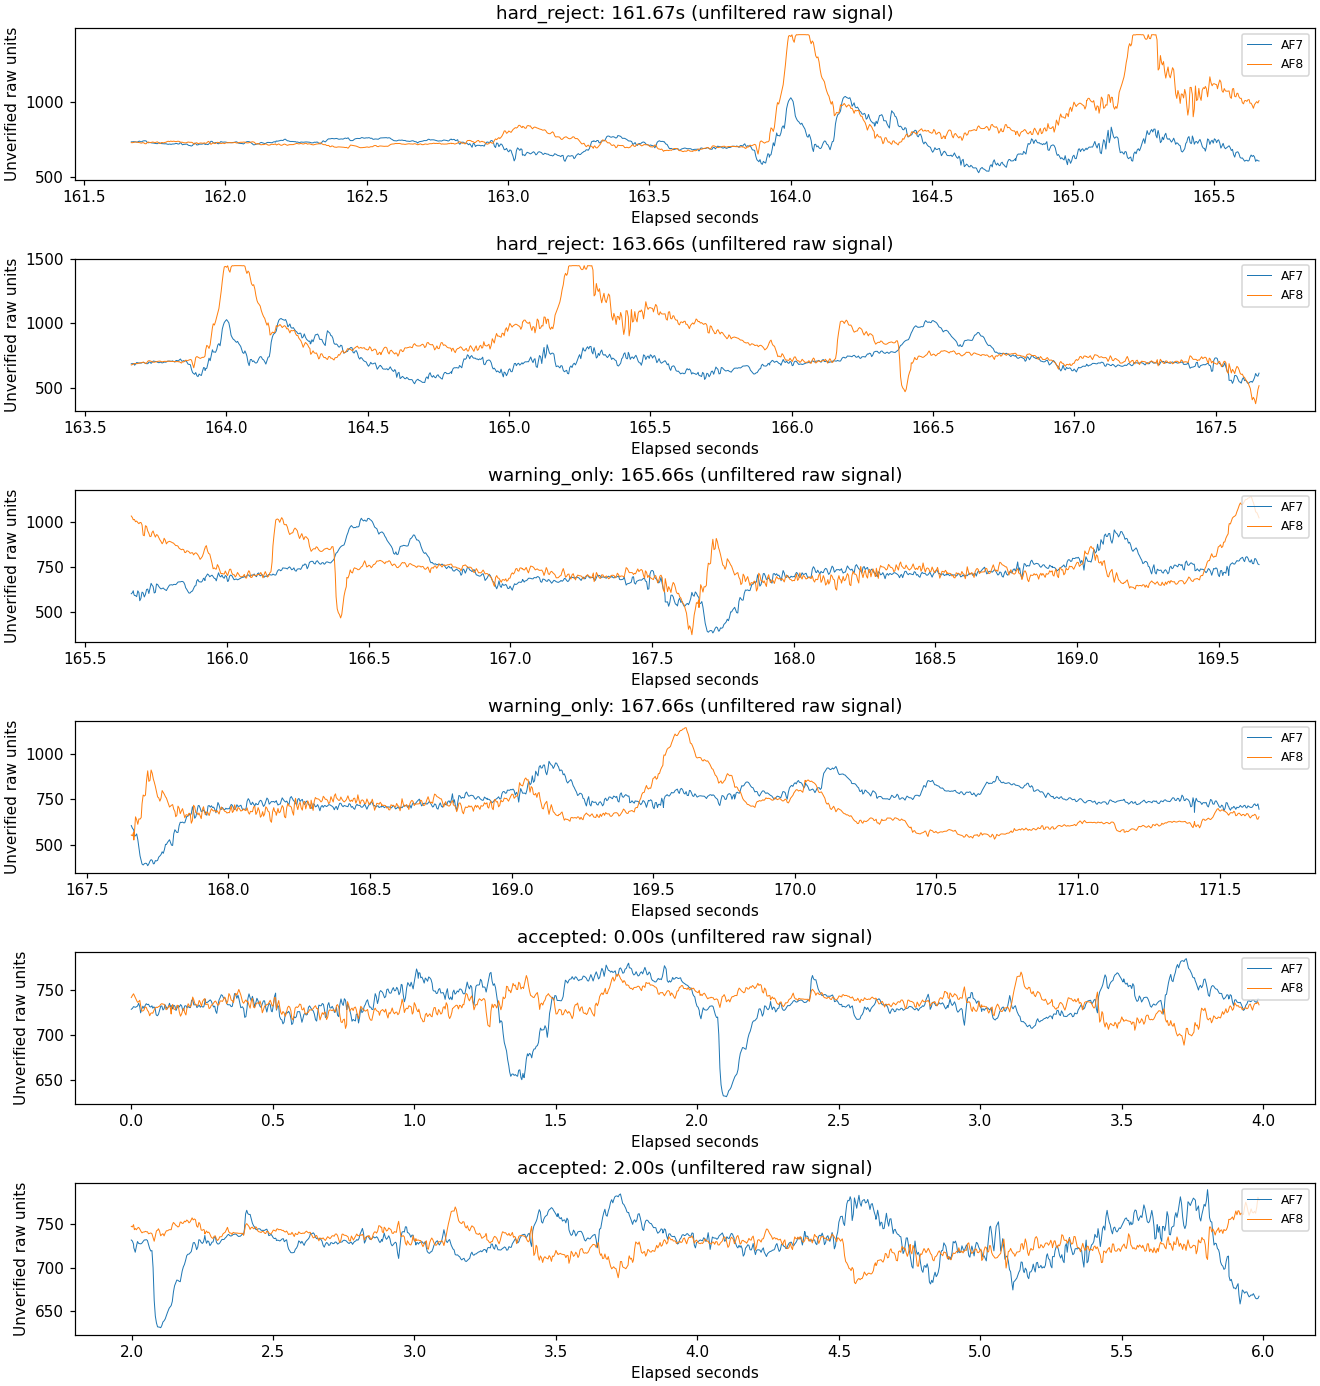 hard_reject: 161.67s (unfiltered raw signal)
Unverified raw units
1000
500
AF7
AF8
161.5 162.0 162.5 163.0 163.5 164.0 164.5 165.0 165.5
Elapsed seconds
hard_reject: 163.66s (unfiltered raw signal)
Unverified raw units
1500
1000
500
AF7
AF8
163.5 164.0 164.5 165.0 165.5 166.0 166.5 167.0 167.5
Elapsed seconds
warning_only: 165.66s (unfiltered raw signal)
Unverified raw units
1000
750
500
AF7
AF8
165.5 166.0 166.5 167.0 167.5 168.0 168.5 169.0 169.5
Elapsed seconds
warning_only: 167.66s (unfiltered raw signal)
Unverified raw units
1000
750
500
AF7
AF8
167.5 168.0 168.5 169.0 169.5 170.0 170.5 171.0 171.5
Elapsed seconds
accepted: 0.00s (unfiltered raw signal)
Unverified raw units
750
700
650
AF7
AF8
0.0 0.5 1.0 1.5 2.0 2.5 3.0 3.5 4.0
Elapsed seconds
accepted: 2.00s (unfiltered raw signal)
Unverified raw units
750
700
650
AF7
AF8
2.0 2.5 3.0 3.5 4.0 4.5 5.0 5.5 6.0
Elapsed seconds